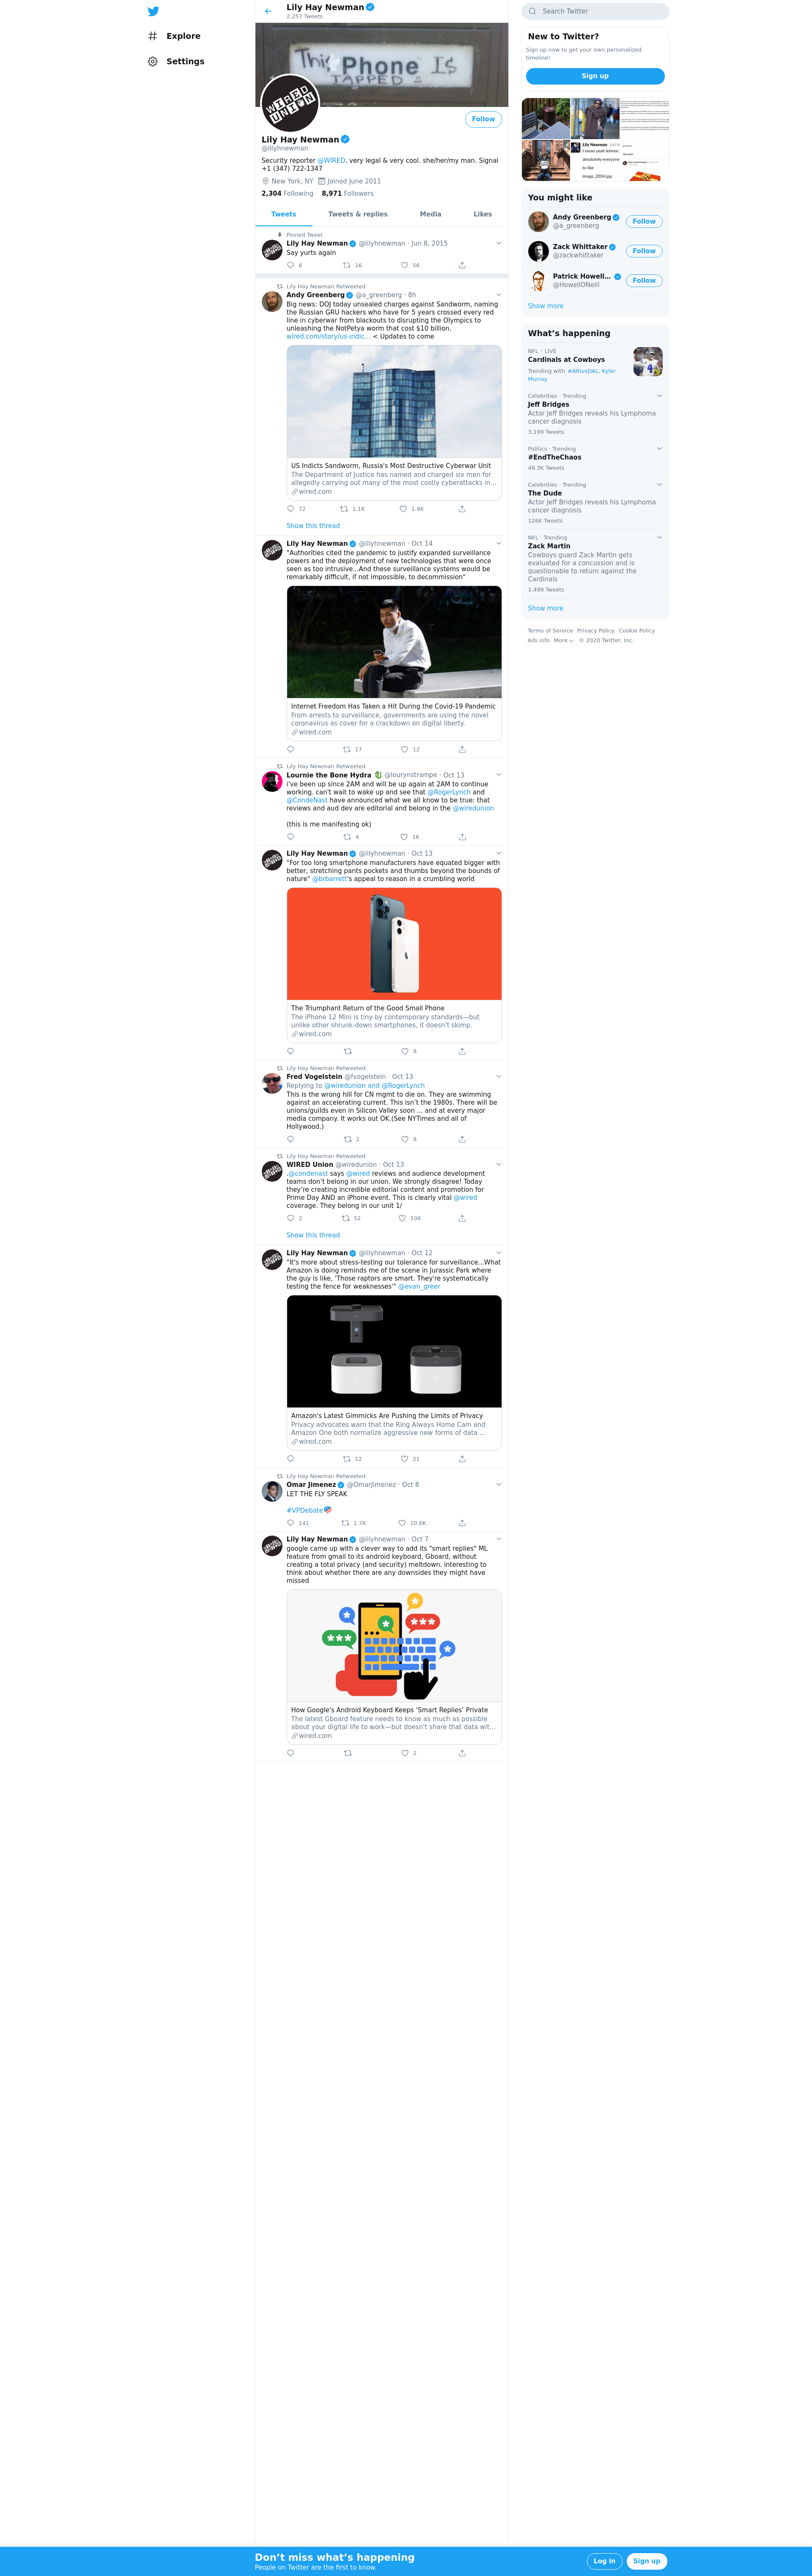 Explore
Settings
Lily Hay Newman
2,257 Tweets
This Phone Is
TAPPED
WIRED
UNION
Follow
Lily Hay Newman
@lilyhnewman
Security reporter @WIRED. very legal & very cool. she/her/my man. Signal
+1 (347) 722-1347
New York, NY Joined June 2011
2,304 Following 8,971 Followers
Tweets Tweets & replies Media Likes
Pinned Tweet
Lily Hay Newman @lilyhnewman · Jun 8, 2015
Say yurts again
6 16 56
Lily Hay Newman Retweeted
Andy Greenberg @a_greenberg · 8h
Big news: DOJ today unsealed charges against Sandworm, naming
the Russian GRU hackers who have for 5 years crossed every red
line in cyberwar from blackouts to disrupting the Olympics to
unleashing the NotPetya worm that cost $10 billion.
wired.com/story/us-indic… < Updates to come
US Indicts Sandworm, Russia's Most Destructive Cyberwar Unit
The Department of Justice has named and charged six men for
allegedly carrying out many of the most costly cyberattacks in…
wired.com
72 1.1K 1.9K
Show this thread
Lily Hay Newman @lilyhnewman · Oct 14
"Authorities cited the pandemic to justify expanded surveillance
powers and the deployment of new technologies that were once
seen as too intrusive...And these surveillance systems would be
remarkably difficult, if not impossible, to decommission"
Internet Freedom Has Taken a Hit During the Covid-19 Pandemic
From arrests to surveillance, governments are using the novel
coronavirus as cover for a crackdown on digital liberty.
wired.com
17 12
Lily Hay Newman Retweeted
Lournie the Bone Hydra @lourynstrampe · Oct 13
i've been up since 2AM and will be up again at 2AM to continue
working. can't wait to wake up and see that @RogerLynch and
@CondeNast have announced what we all know to be true: that
reviews and aud dev are editorial and belong in the @wiredunion
(this is me manifesting ok)
4 16
Lily Hay Newman @lilyhnewman · Oct 13
"For too long smartphone manufacturers have equated bigger with
better, stretching pants pockets and thumbs beyond the bounds of
nature" @brbarrett's appeal to reason in a crumbling world
The Triumphant Return of the Good Small Phone
The iPhone 12 Mini is tiny by contemporary standards—but
unlike other shrunk-down smartphones, it doesn't skimp.
wired.com
8
Lily Hay Newman Retweeted
Fred Vogelstein @fvogelstein · Oct 13
Replying to @wiredunion and @RogerLynch
This is the wrong hill for CN mgmt to die on. They are swimming
against an accelerating current. This isn't the 1980s. There will be
unions/guilds even in Silicon Valley soon ... and at every major
media company. It works out OK.(See NYTimes and all of
Hollywood.)
2 8
Lily Hay Newman Retweeted
WIRED Union @wiredunion · Oct 13
.@condenast says @wired reviews and audience development
teams don't belong in our union. We strongly disagree! Today
they're creating incredible editorial content and promotion for
Prime Day AND an iPhone event. This is clearly vital @wired
coverage. They belong in our unit 1/
2 52 106
Show this thread
Lily Hay Newman @lilyhnewman · Oct 12
"It's more about stress-testing our tolerance for surveillance...What
Amazon is doing reminds me of the scene in Jurassic Park where
the guy is like, 'Those raptors are smart. They're systematically
testing the fence for weaknesses'" @evan_greer
Amazon's Latest Gimmicks Are Pushing the Limits of Privacy
Privacy advocates warn that the Ring Always Home Cam and
Amazon One both normalize aggressive new forms of data …
wired.com
12 21
Lily Hay Newman Retweeted
Omar Jimenez @OmarJimenez · Oct 8
LET THE FLY SPEAK
#VPDebate
141 1.7K 10.6K
Lily Hay Newman @lilyhnewman · Oct 7
google came up with a clever way to add its "smart replies" ML
feature from gmail to its android keyboard, Gboard, without
creating a total privacy (and security) meltdown. interesting to
think about whether there are any downsides they might have
missed
How Google's Android Keyboard Keeps 'Smart Replies' Private
The latest Gboard feature needs to know as much as possible
about your digital life to work—but doesn't share that data wit…
wired.com
2
Search Twitter
New to Twitter?
Sign up now to get your own personalized
timeline!
Sign up
Lily Newman
I mean yeah lemme
absolutely everyone
to like
image_2034.jpg
You might like
Andy Greenberg
@a_greenberg
Follow
Zack Whittaker
@zackwhittaker
Follow
Patrick Howell…
@HowellONeill
Follow
Show more
What's happening
NFL · LIVE
Cardinals at Cowboys
Trending with #ARIvsDAL, Kyler
Murray
Celebrities · Trending
Jeff Bridges
Actor Jeff Bridges reveals his Lymphoma
cancer diagnosis
3,199 Tweets
Politics · Trending
#EndTheChaos
49.3K Tweets
Celebrities · Trending
The Dude
Actor Jeff Bridges reveals his Lymphoma
cancer diagnosis
126K Tweets
NFL · Trending
Zack Martin
Cowboys guard Zack Martin gets
evaluated for a concussion and is
questionable to return against the
Cardinals
1,499 Tweets
Show more
Terms of Service Privacy Policy Cookie Policy
Ads info More © 2020 Twitter, Inc.
Don't miss what's happening
People on Twitter are the first to know.
Log in Sign up